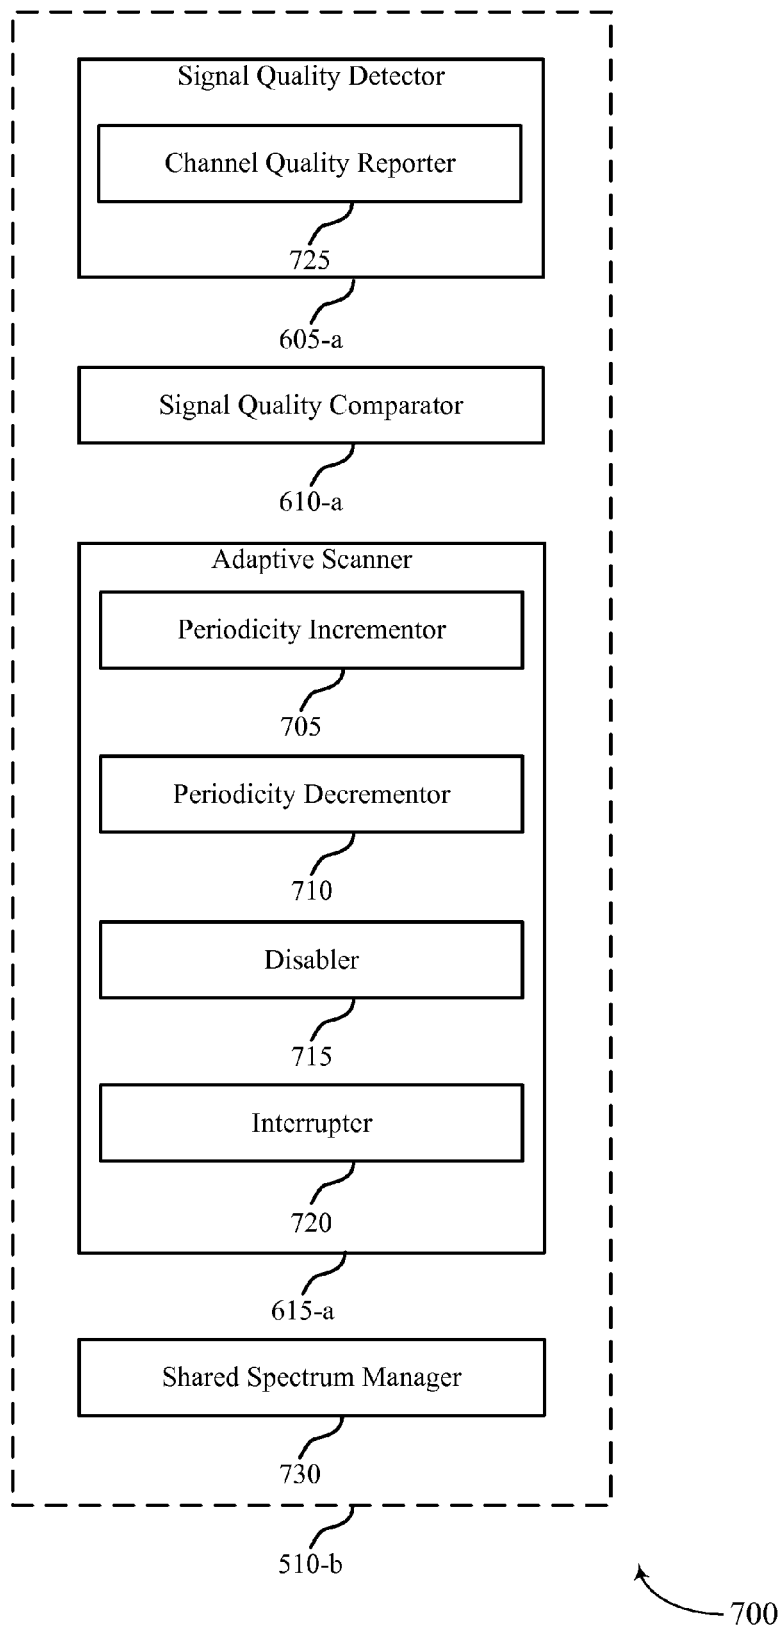 Signal Quality Detector
Channel Quality Reporter
725
605-a
Signal Quality Comparator
610-a
Adaptive Scanner
Periodicity Incrementor
705
Periodicity Decrementor
710
Disabler
715
Interrupter
720
615-a
Shared Spectrum Manager
730
510-b
700